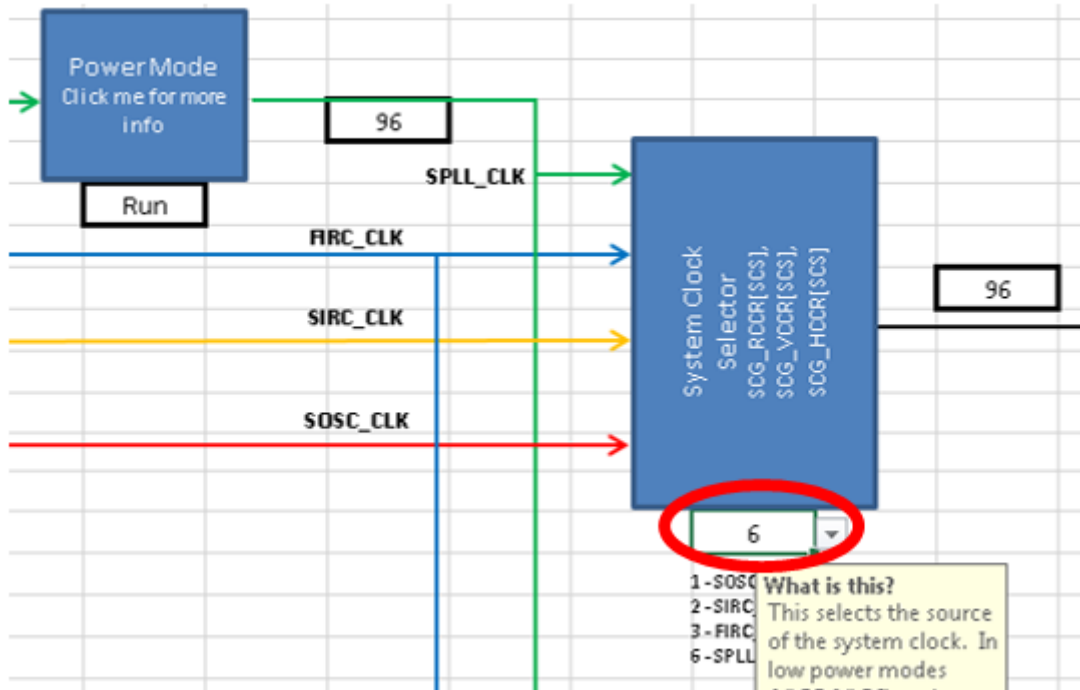 Power Mode
Click me for more
info
96
SPLL_CLK
Run
FIRC_CLK
SIRC_CLK
SOSC_CLK
System Clock
Selector
SCG_RCCR[SCS],
SCG_VCCR[SCS],
SCG_HCCR[SCS]
96
6
1-SOSC
2-SIRC
3-FIRC
6-SPLL
What is this?
This selects the source
of the system clock. In
low power modes